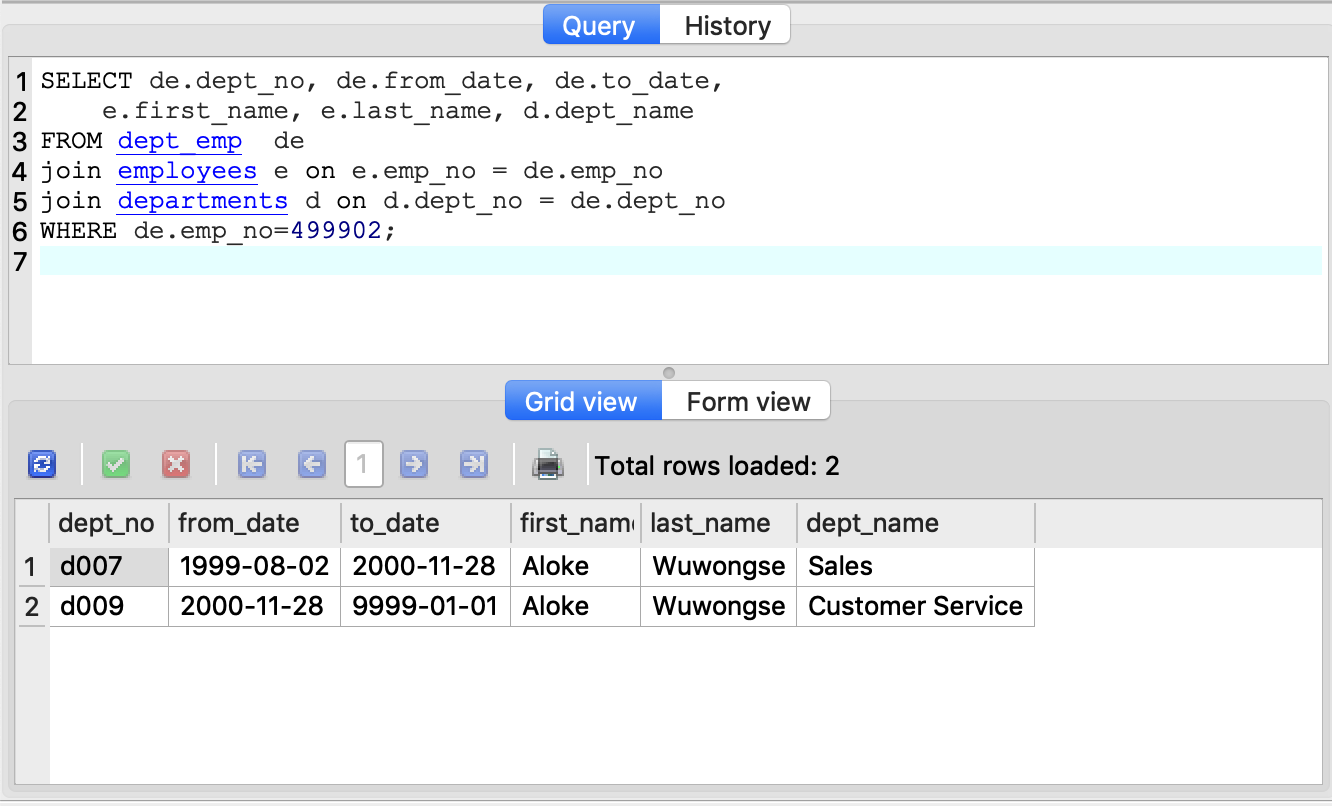 Query History
1 SELECT de.dept_no, de.from_date, de.to_date,
2 e.first_name, e.last_name, d.dept_name
3 FROM dept_emp de
4 join employees e on e.emp_no = de.emp_no
5 join departments d on d.dept_no = de.dept_no
6 WHERE de.emp_no=499902;
7
Grid view Form view
1 Total rows loaded: 2
dept_no from_date to_date first_nam last_name dept_name
1 d007 1999-08-02 2000-11-28 Aloke Wuwongse Sales
2 d009 2000-11-28 9999-01-01 Aloke Wuwongse Customer Service